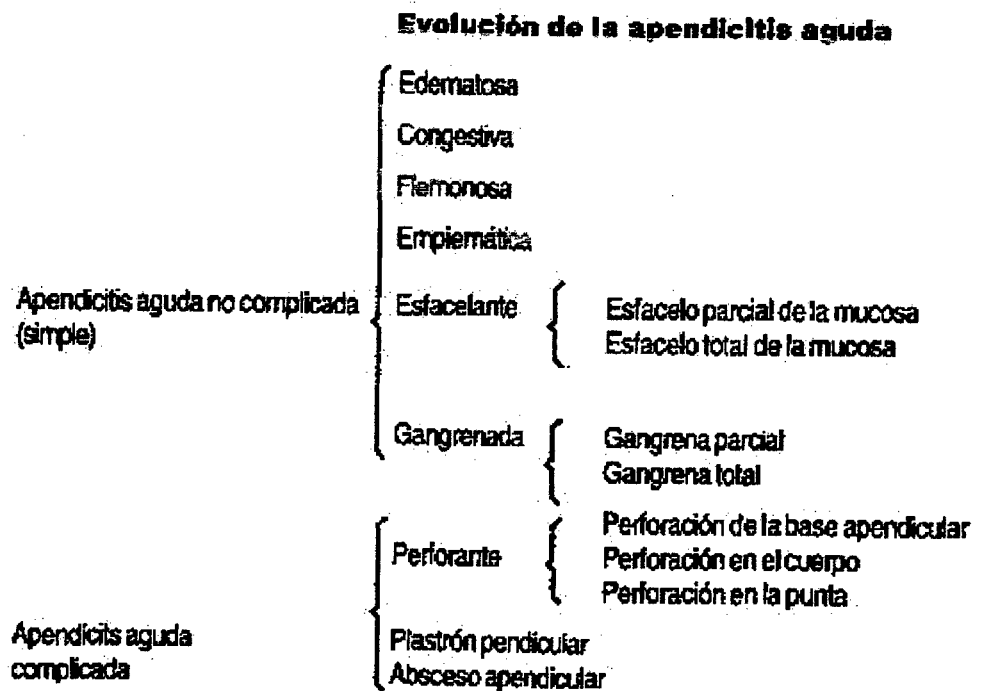 Evolución de la apendicitis aguda
Edematosa
Congestiva
Flemonosa
Empiemática
Apendicitis aguda no complicada
(simple)
Esfacelante
Esfacelo parcial de la mucosa
Esfacelo total de la mucosa
Gangrenada
Gangrena parcial
Gangrena total
Perforante
Perforación de la base apendicular
Perforación en el cuerpo
Perforación en la punta
Apendicits aguda
complicada
Plastrón pendicular
Absceso apendicular